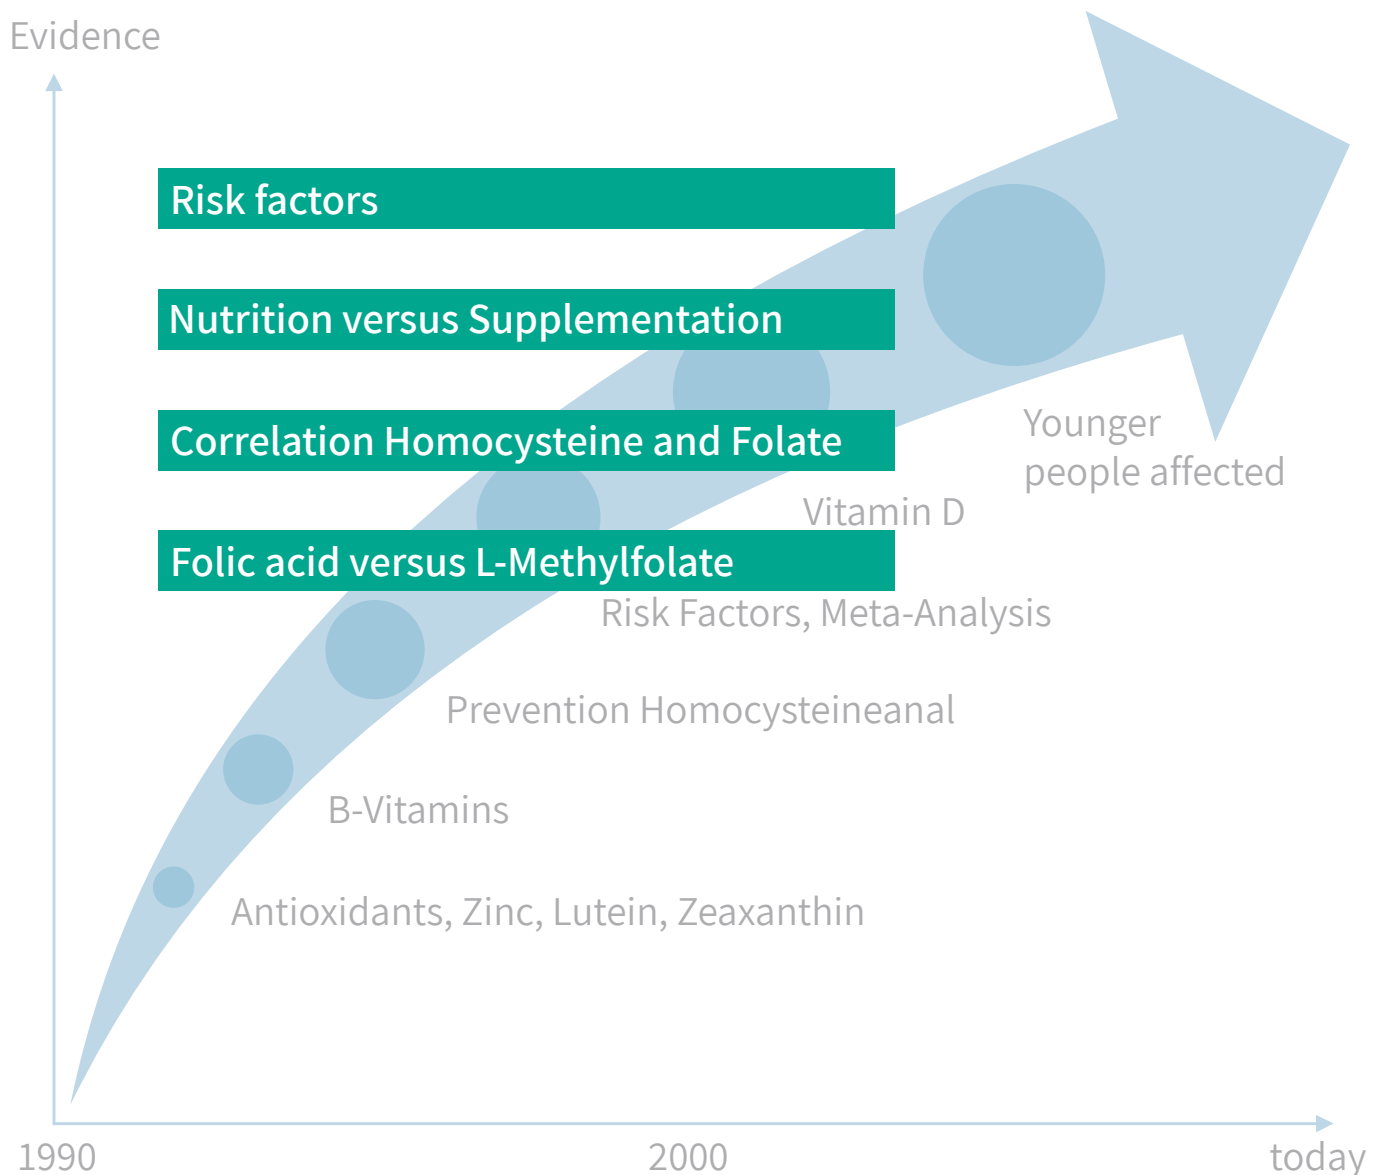 Evidence
Risk factors
Nutrition versus Supplementation
Correlation Homocysteine and Folate
Folic acid versus L-Methylfolate
Younger
people affected
Vitamin D
Risk Factors, Meta-Analysis
Prevention Homocysteineanal
B-Vitamins
Antioxidants, Zinc, Lutein, Zeaxanthin
1990
2000
today